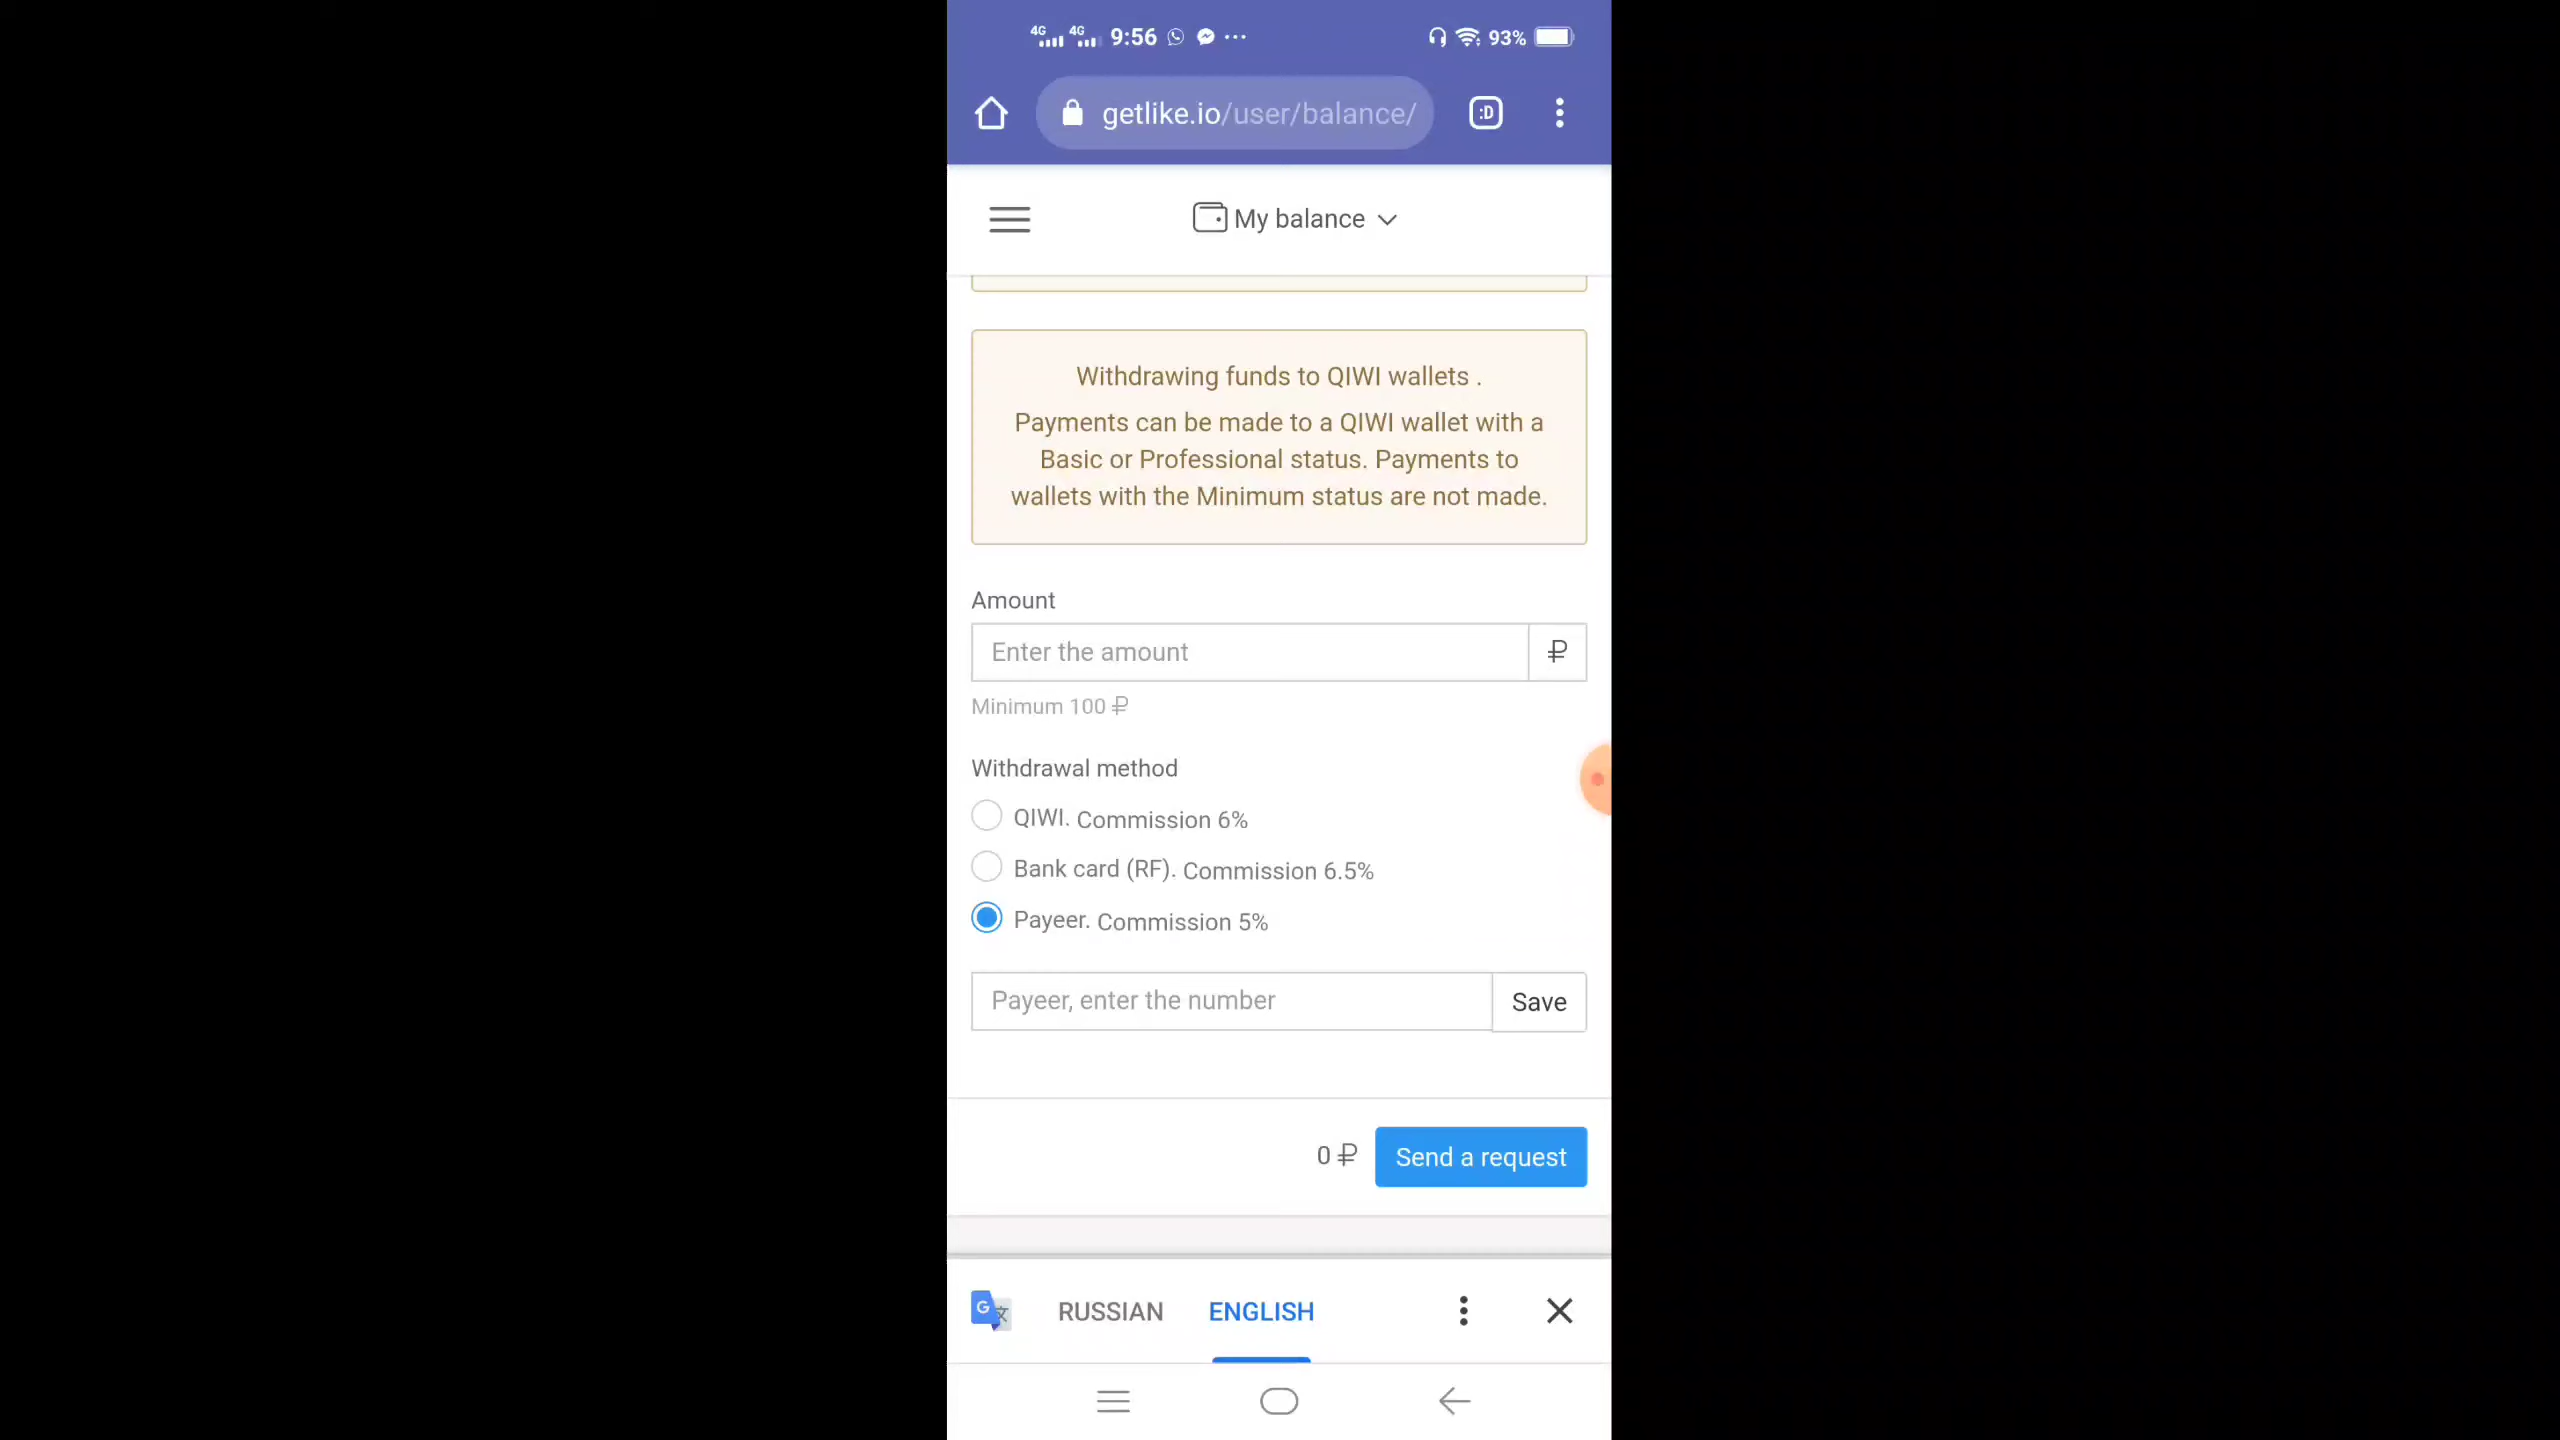 4G 4G 9:56 ... 93%
getlike.io/user/balance/ :D
My balance
Withdrawing funds to QIWI wallets .
Payments can be made to a QIWI wallet with a
Basic or Professional status. Payments to
wallets with the Minimum status are not made.
Amount
Enter the amount ₽
Minimum 100 ₽
Withdrawal method
QIWI. Commission 6%
Bank card (RF). Commission 6.5%
Payeer. Commission 5%
Payeer, enter the number Save
0 ₽ Send a request
G 文 RUSSIAN ENGLISH